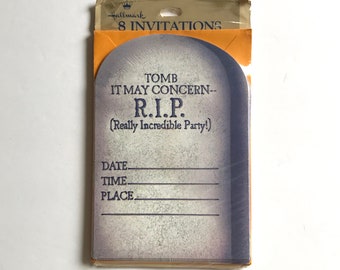 Hallmark
8 INVITATIONS
TOMB
IT MAY CONCERN--
R.I.P.
(Really Incredible Party!)
DATE
TIME
PLACE